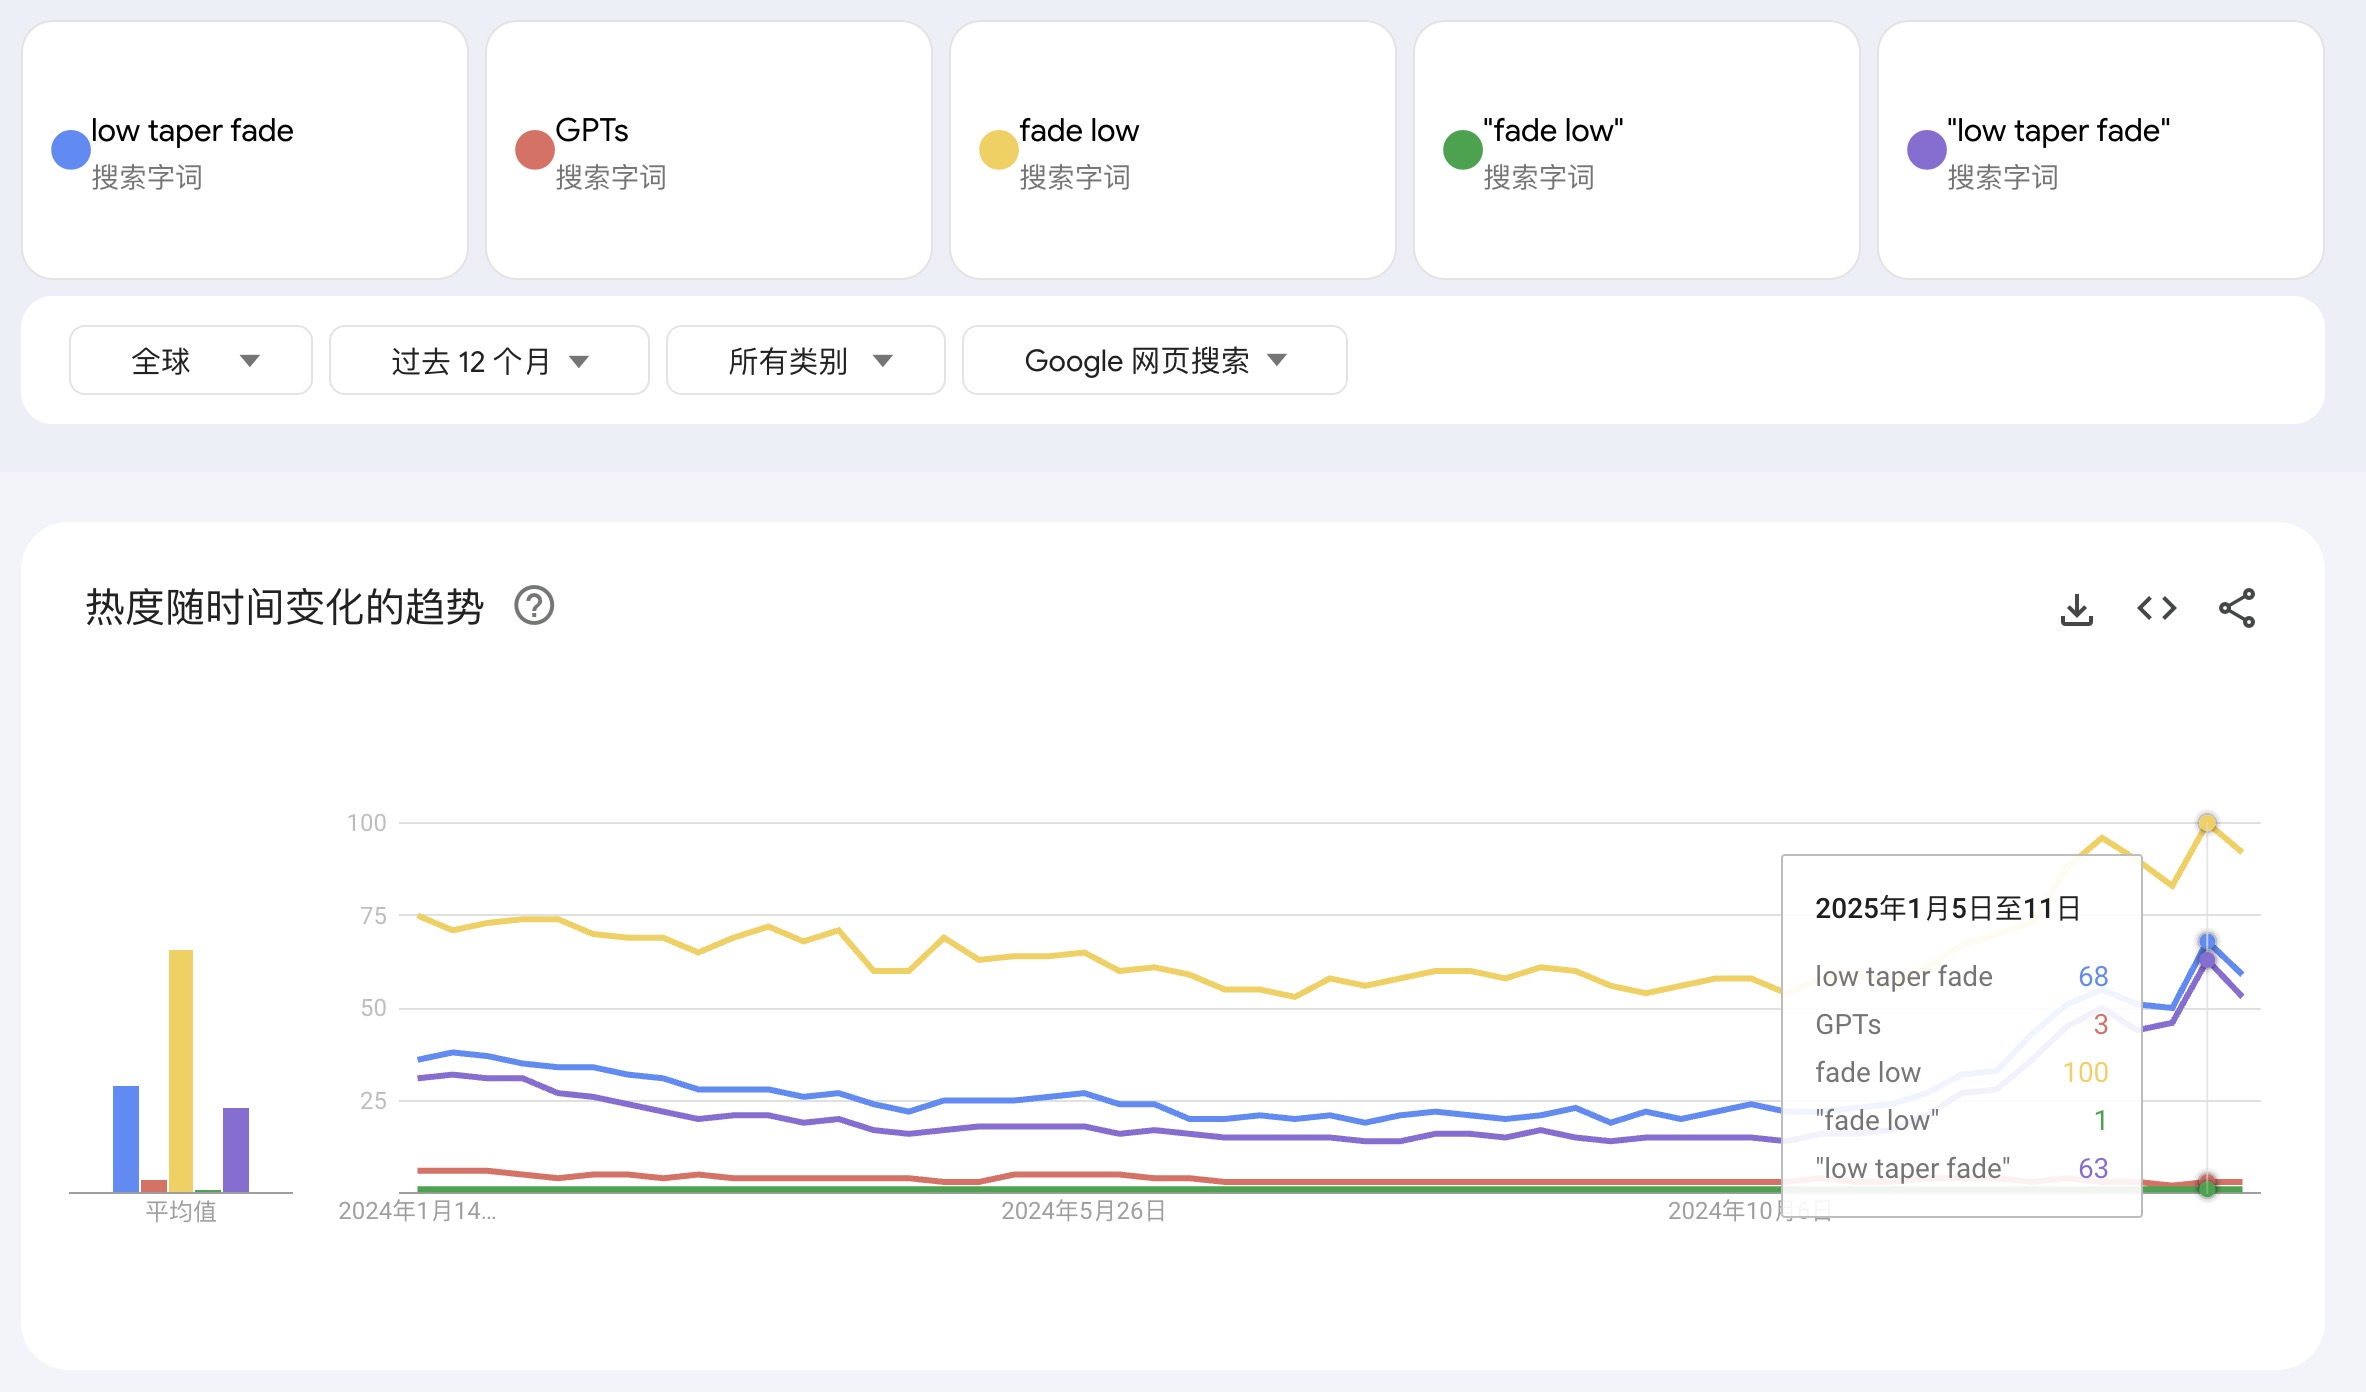 low taper fade
搜索字词
GPTs
搜索字词
fade low
搜索字词
"fade low"
搜索字词
"low taper fade"
搜索字词
全球
过去 12 个月
所有类别
Google 网页搜索
热度随时间变化的趋势
100
75
50
25
平均值
2024年1月14...
2024年5月26日
2024年10月6日
2025年1月5日至11日
low taper fade 68
GPTs 3
fade low 100
"fade low" 1
"low taper fade" 63